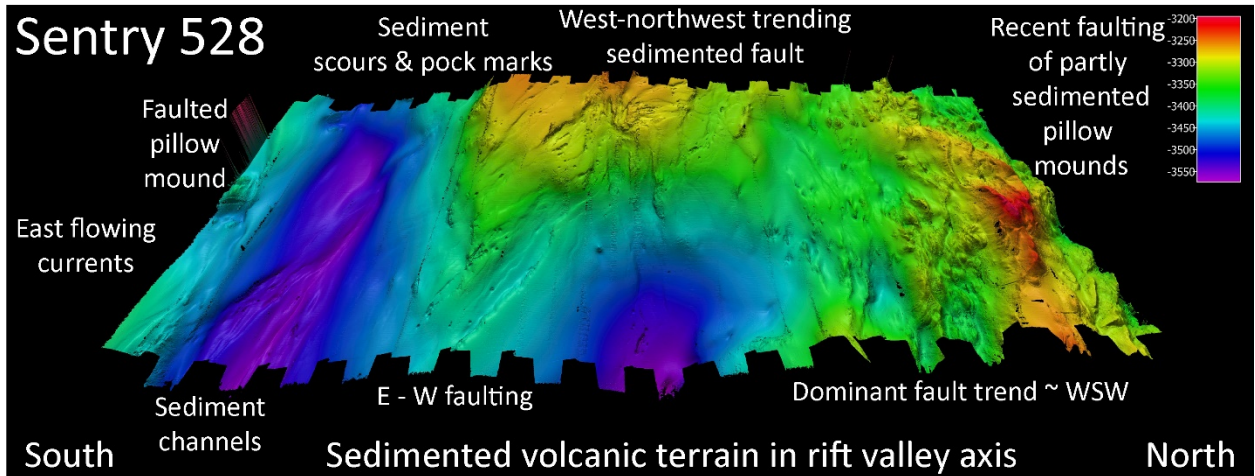 Sentry 528
Sediment
scours & pock marks
West-northwest trending
sedimented fault
Recent faulting
of partly
sedimented
pillow
mounds
-3200
-3250
-3300
-3350
-3400
-3450
-3500
-3550
Faulted
pillow
mound
East flowing
currents
Sediment
channels
E - W faulting
Dominant fault trend ~ WSW
South
Sedimented volcanic terrain in rift valley axis
North